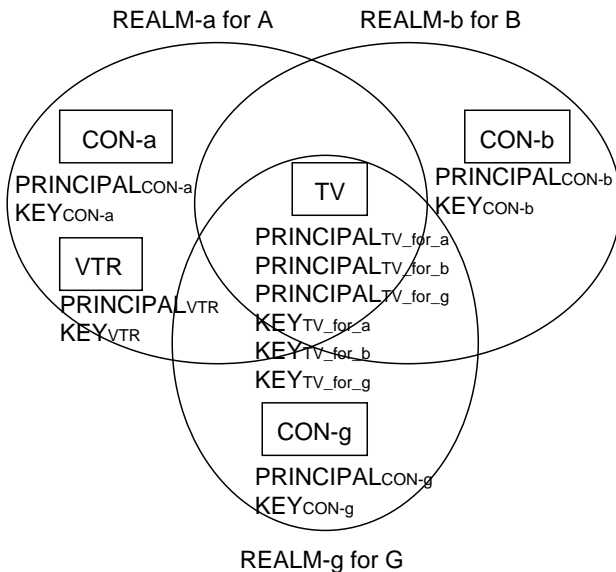 REALM-a for A
REALM-b for B
CON-a
PRINCIPALCON-a
KEYCON-a
VTR
PRINCIPALVTR
KEYVTR
CON-b
PRINCIPALCON-b
KEYCON-b
TV
PRINCIPALTV_for_a
PRINCIPALTV_for_b
PRINCIPALTV_for_g
KEYTV_for_a
KEYTV_for_b
KEYTV_for_g
CON-g
PRINCIPALCON-g
KEYCON-g
REALM-g for G